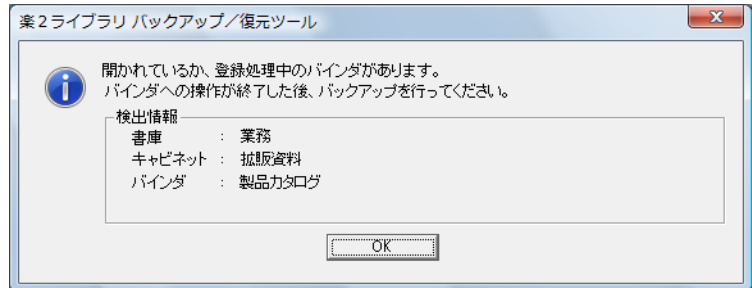 楽2ライブラリ バックアップ／復元ツール
開かれているか、登録処理中のバインダがあります。
バインダへの操作が終了した後、バックアップを行ってください。
検出情報
書庫 : 業務
キャビネット : 拡販資料
バインダ : 製品カタログ
OK